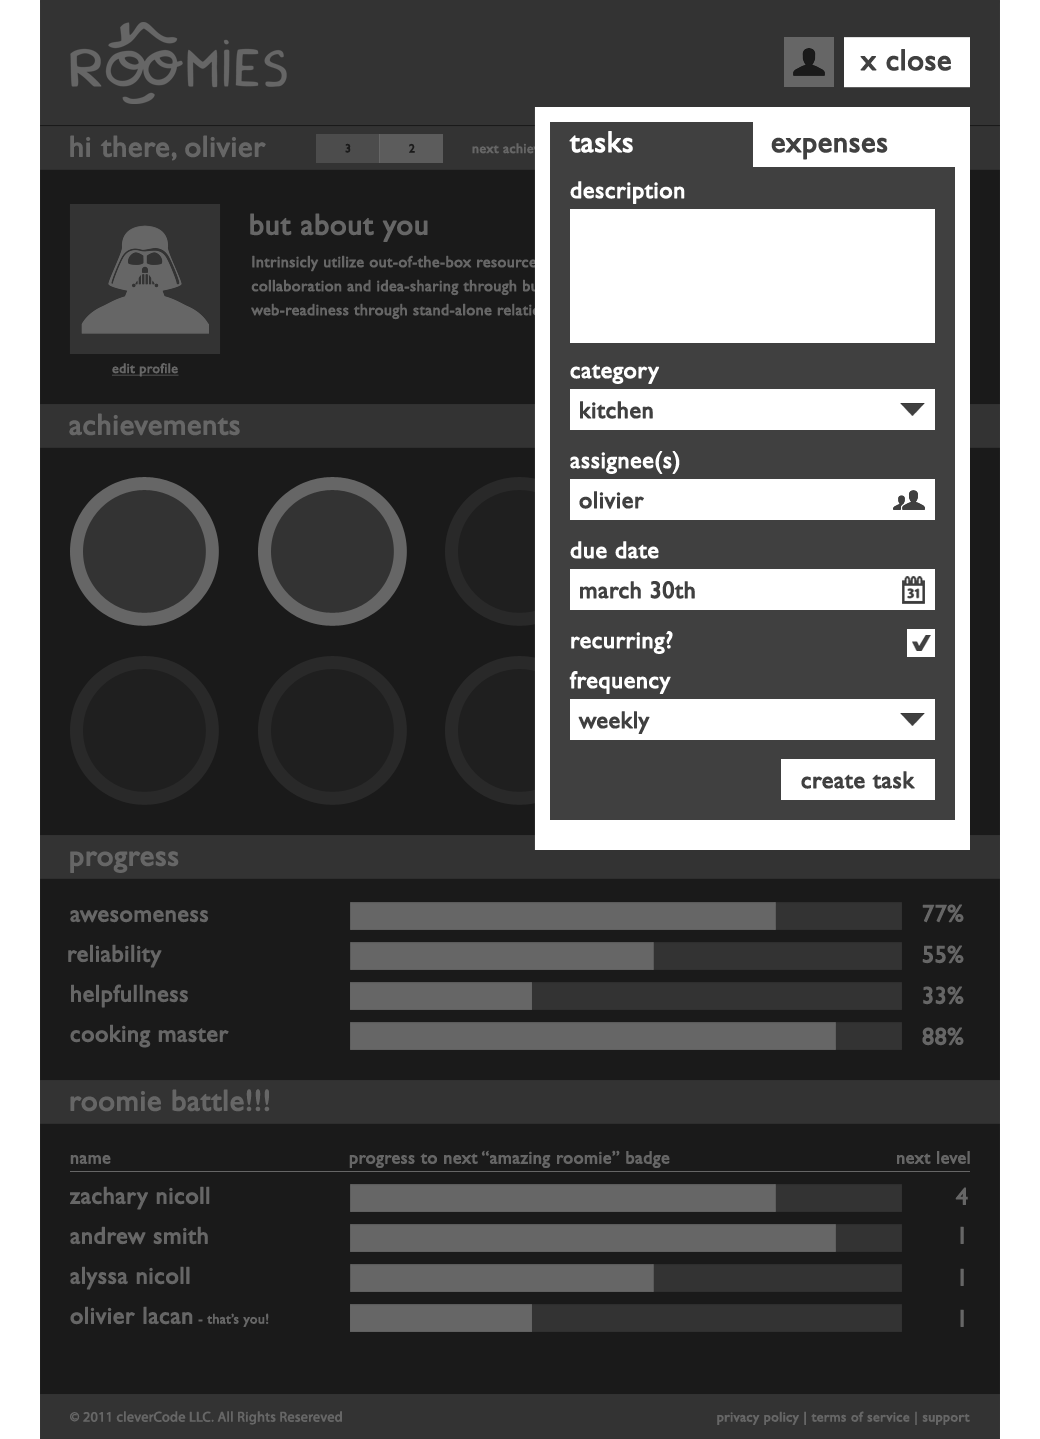 ROOMIES
x close
hi there, olivier
3
2
next
tasks
expenses
but about you
Intrinsicly utilize out-of-the-box
collaboration and idea-sharing through
web-readiness through stand-alone
edit profile
description
category
kitchen
assignee(s)
olivier
due date
march 30th
31
recurring?
frequency
weekly
create task
achievements
progress
awesomeness 77%
reliability 55%
helpfullness 33%
cooking master 88%
roomie battle!!!
name progress to next “amazing roomie” badge next level
zachary nicoll 4
andrew smith 1
alyssa nicoll 1
olivier lacan - that’s you! 1
© 2011 cleverCode LLC. All Rights Resereved
privacy policy | terms of service | support